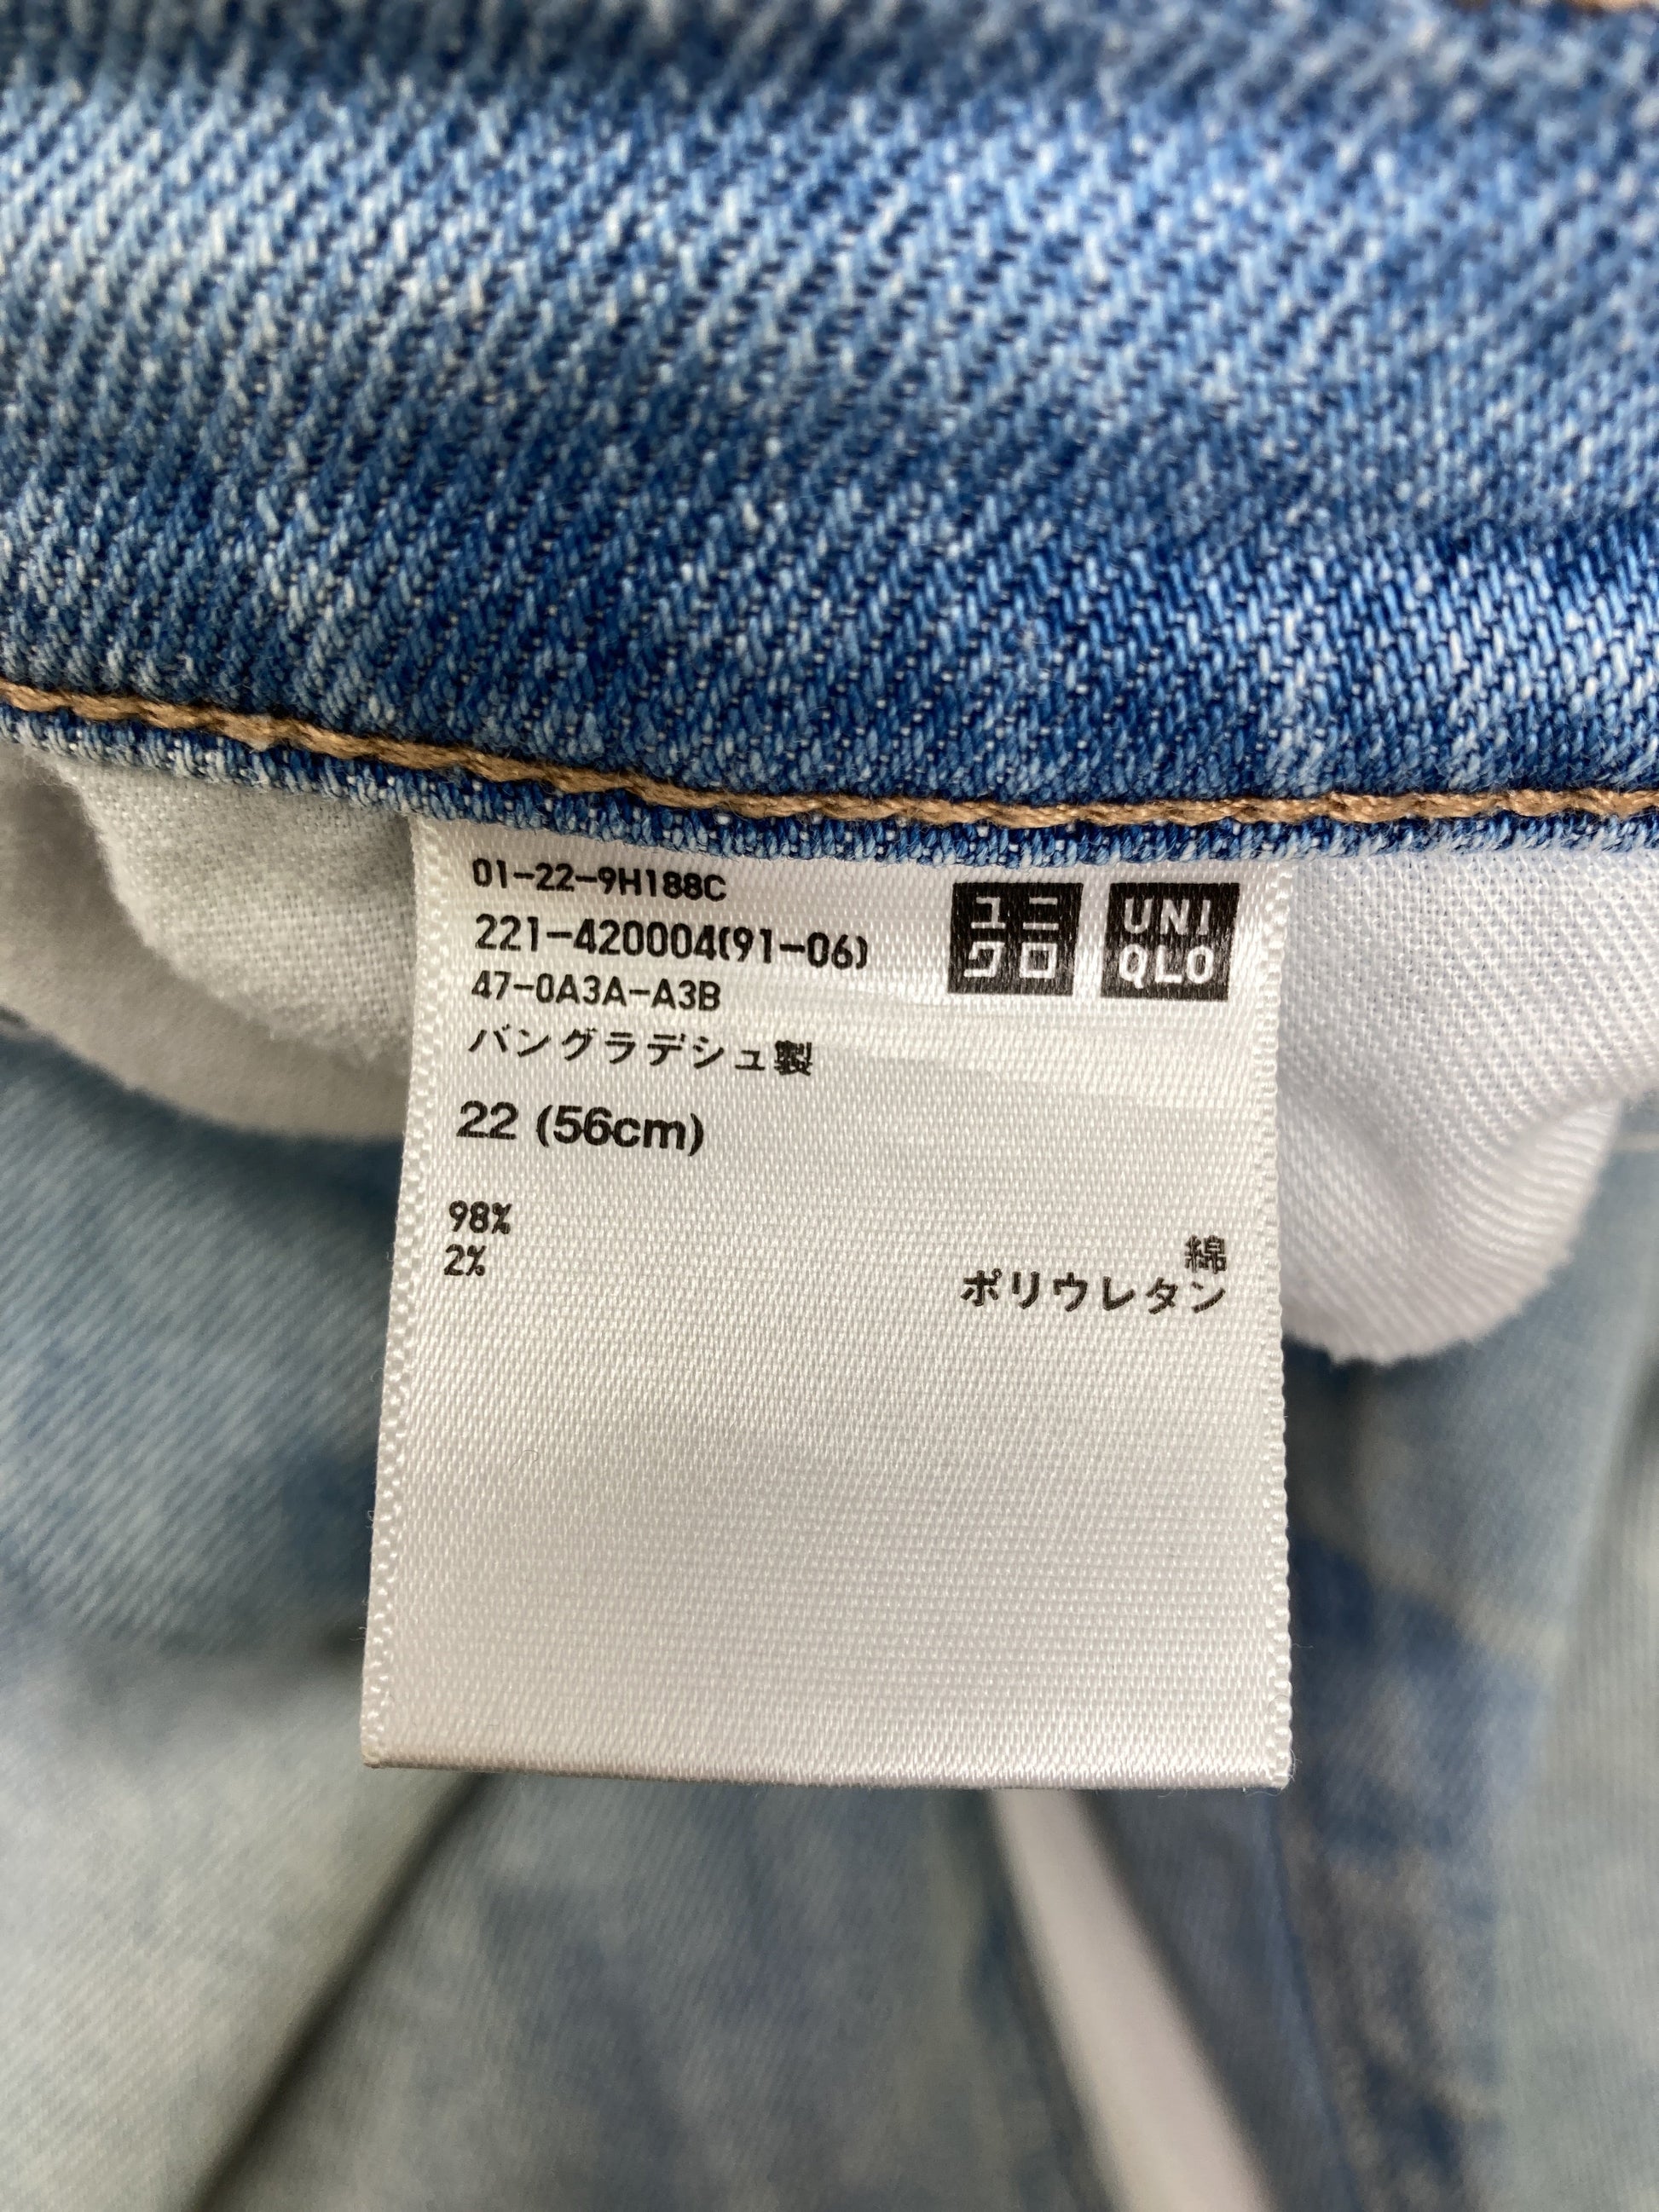 01-22-9H188C
221-420004(91-06)
47-0A3A-A3B
バングラデシュ製
ユニ
クロ
UNI
QLO
22 (56cm)
98% 綿
2% ポリウレタン